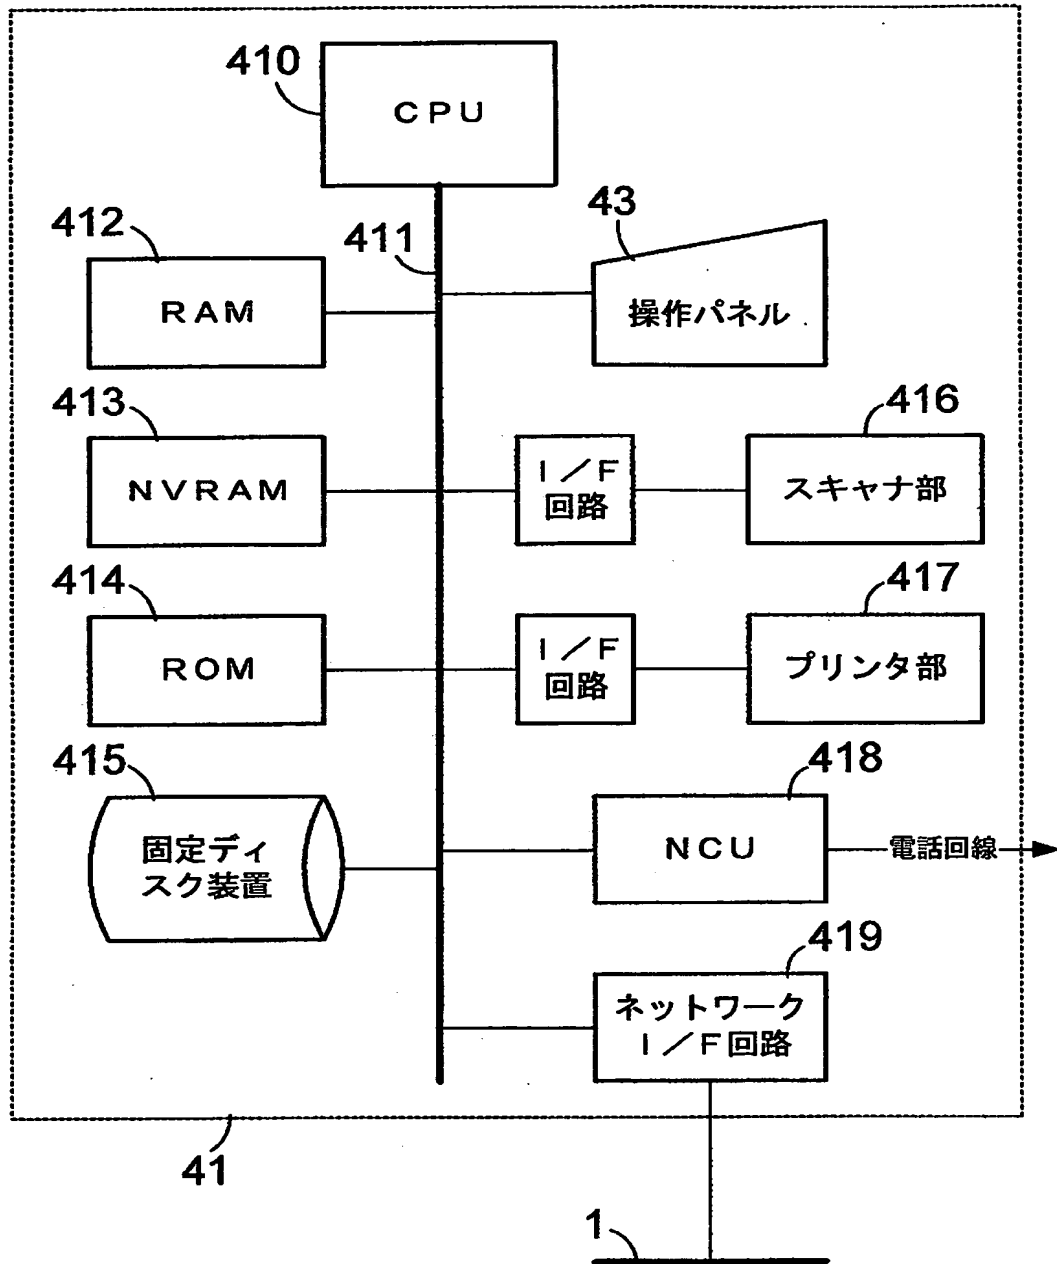 410
CPU
412
411
43
RAM
操作パネル
413
416
NVRAM
I/F
回路
スキャナ部
414
417
ROM
I/F
回路
プリンタ部
415
418
固定ディ
スク装置
NCU
電話回線
419
ネットワーク
I/F回路
41
1